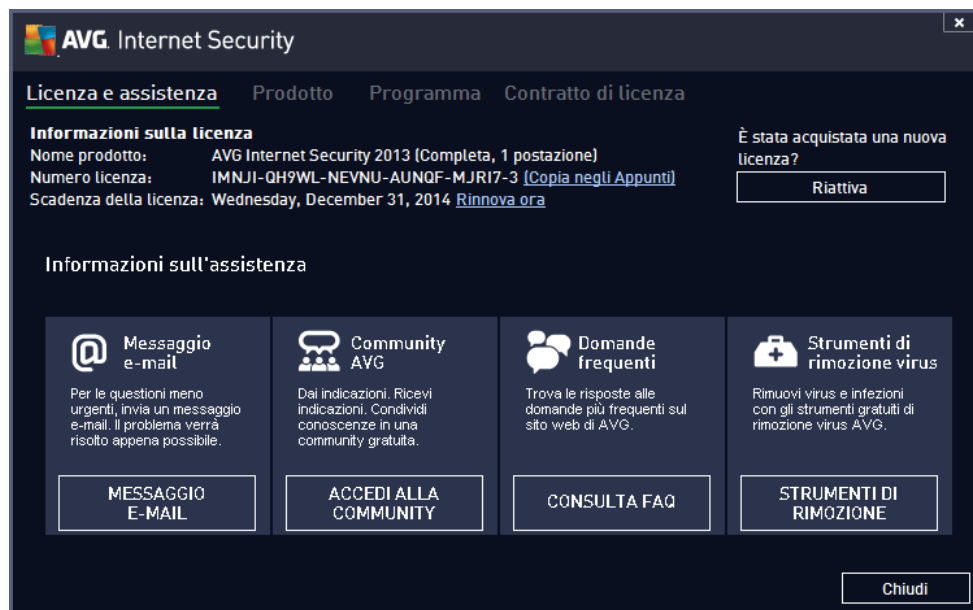 AVG. Internet Security
Licenza e assistenza Prodotto Programma Contratto di licenza
Informazioni sulla licenza
Nome prodotto: AVG Internet Security 2013 (Completa, 1 postazione)
Numero licenza: IMNJI-QH9WL-NEVNU-AUNQF-MJRI7-3 (Copia negli Appunti)
Scadenza della licenza: Wednesday, December 31, 2014 Rinnova ora
È stata acquistata una nuova
licenza?
Riattiva
Informazioni sull'assistenza
Messaggio
e-mail
Per le questioni meno
urgenti, invia un messaggio
e-mail. Il problema verrà
risolto appena possibile.
MESSAGGIO
E-MAIL
Community
AVG
Dai indicazioni. Ricevi
indicazioni. Condividi
conoscenze in una
community gratuita.
ACCEDI ALLA
COMMUNITY
Domande
frequenti
Trova le risposte alle
domande più frequenti sul
sito web di AVG.
CONSULTA FAQ
Strumenti di
rimozione virus
Rimuovi virus e infezioni
con gli strumenti gratuiti di
rimozione virus AVG.
STRUMENTI DI
RIMOZIONE
Chiudi